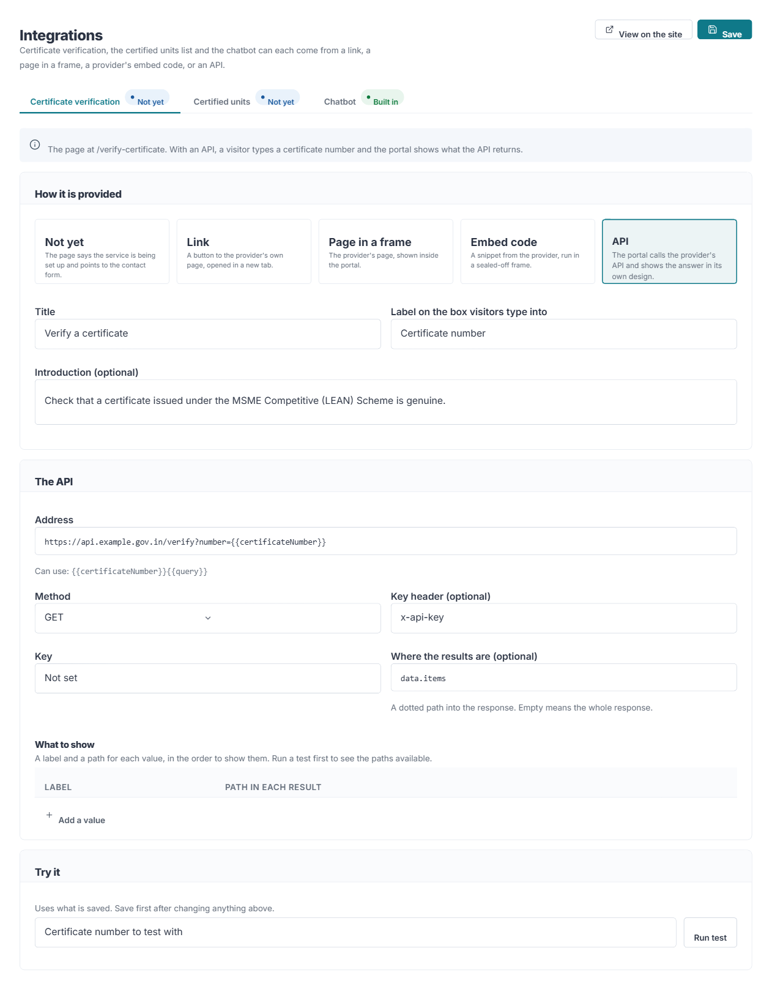 Integrations
Certificate verification, the certified units list and the chatbot can each come from a link, a
page in a frame, a provider's embed code, or an API.
View on the site
Save
Certificate verification
Not yet
Certified units
Not yet
Chatbot
Built in
The page at /verify-certificate. With an API, a visitor types a certificate number and the portal shows what the API returns.
How it is provided
Not yet
The page says the service is being
set up and points to the contact
form.
Link
A button to the provider's own
page, opened in a new tab.
Page in a frame
The provider's page, shown inside
the portal.
Embed code
A snippet from the provider, run in
a sealed-off frame.
API
The portal calls the provider's
API and shows the answer in its
own design.
Title
Verify a certificate
Label on the box visitors type into
Certificate number
Introduction (optional)
Check that a certificate issued under the MSME Competitive (LEAN) Scheme is genuine.
The API
Address
https://api.example.gov.in/verify?number={{certificateNumber}}
Can use: {{certificateNumber}}{{query}}
Method
GET
Key header (optional)
x-api-key
Key
Not set
Where the results are (optional)
data.items
A dotted path into the response. Empty means the whole response.
What to show
A label and a path for each value, in the order to show them. Run a test first to see the paths available.
LABEL
PATH IN EACH RESULT
+ Add a value
Try it
Uses what is saved. Save first after changing anything above.
Certificate number to test with
Run test